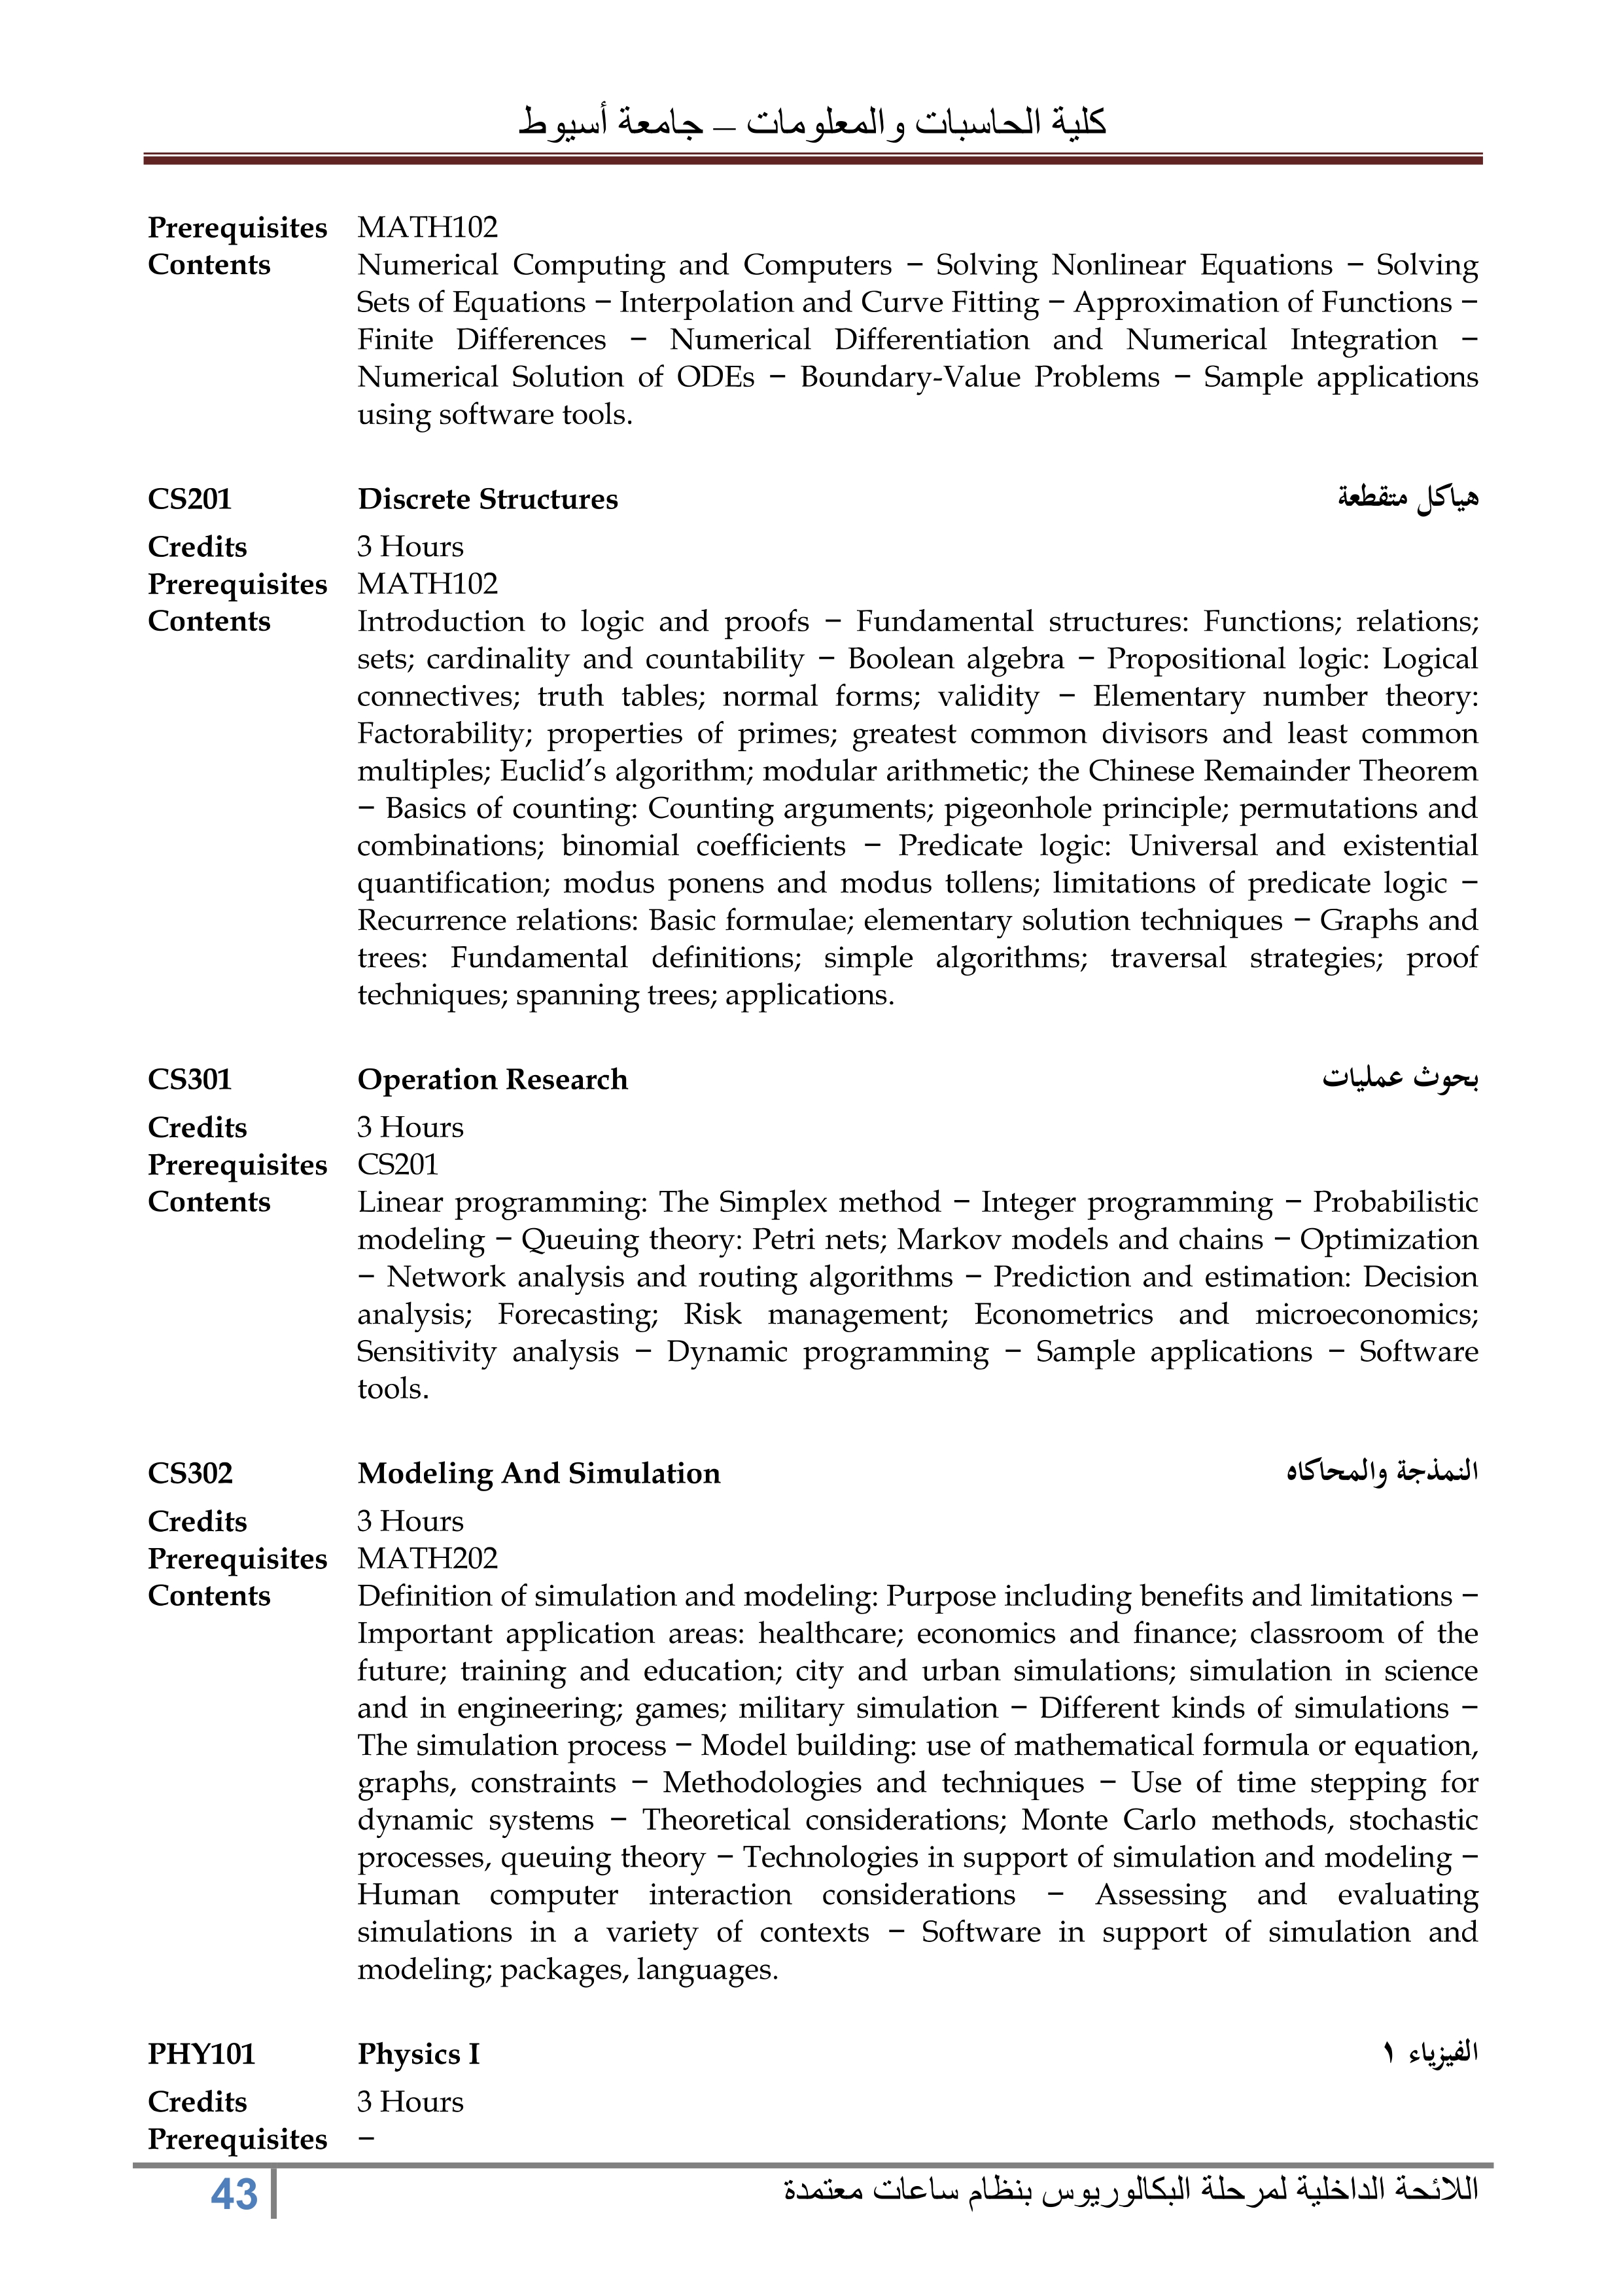 كلية الحاسبات والمعلومات – جامعة أسيوط
Prerequisites MATH102
Contents Numerical Computing and Computers − Solving Nonlinear Equations − Solving
Sets of Equations − Interpolation and Curve Fitting − Approximation of Functions −
Finite Differences − Numerical Differentiation and Numerical Integration −
Numerical Solution of ODEs − Boundary-Value Problems − Sample applications
using software tools.
CS201 Discrete Structures هياكل متقطعة
Credits 3 Hours
Prerequisites MATH102
Contents Introduction to logic and proofs − Fundamental structures: Functions; relations;
sets; cardinality and countability − Boolean algebra − Propositional logic: Logical
connectives; truth tables; normal forms; validity − Elementary number theory:
Factorability; properties of primes; greatest common divisors and least common
multiples; Euclid’s algorithm; modular arithmetic; the Chinese Remainder Theorem
− Basics of counting: Counting arguments; pigeonhole principle; permutations and
combinations; binomial coefficients − Predicate logic: Universal and existential
quantification; modus ponens and modus tollens; limitations of predicate logic −
Recurrence relations: Basic formulae; elementary solution techniques − Graphs and
trees: Fundamental definitions; simple algorithms; traversal strategies; proof
techniques; spanning trees; applications.
CS301 Operation Research بحوث عمليات
Credits 3 Hours
Prerequisites CS201
Contents Linear programming: The Simplex method − Integer programming − Probabilistic
modeling − Queuing theory: Petri nets; Markov models and chains − Optimization
− Network analysis and routing algorithms − Prediction and estimation: Decision
analysis; Forecasting; Risk management; Econometrics and microeconomics;
Sensitivity analysis − Dynamic programming − Sample applications − Software
tools.
CS302 Modeling And Simulation النمذجة والمحاكاه
Credits 3 Hours
Prerequisites MATH202
Contents Definition of simulation and modeling: Purpose including benefits and limitations −
Important application areas: healthcare; economics and finance; classroom of the
future; training and education; city and urban simulations; simulation in science
and in engineering; games; military simulation − Different kinds of simulations −
The simulation process − Model building: use of mathematical formula or equation,
graphs, constraints − Methodologies and techniques − Use of time stepping for
dynamic systems − Theoretical considerations; Monte Carlo methods, stochastic
processes, queuing theory − Technologies in support of simulation and modeling −
Human computer interaction considerations − Assessing and evaluating
simulations in a variety of contexts − Software in support of simulation and
modeling; packages, languages.
PHY101 Physics I الفيزياء ١
Credits 3 Hours
Prerequisites −
43 اللائحة الداخلية لمرحلة البكالوريوس بنظام ساعات معتمدة